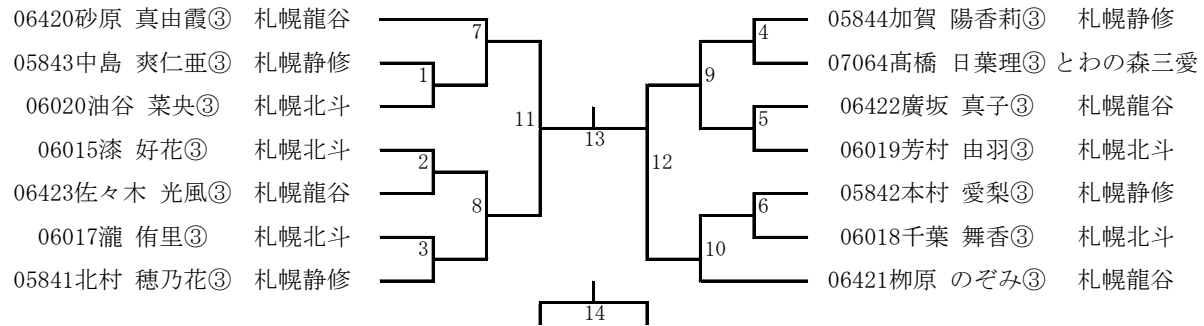 06420砂原 真由霞③ 札幌龍谷
05843中島 爽仁亜③ 札幌静修
06020油谷 菜央③ 札幌北斗
06015漆 好花③ 札幌北斗
06423佐々木 光風③ 札幌龍谷
06017瀧 侑里③ 札幌北斗
05841北村 穂乃花③ 札幌静修
7
1
11
2
8
3
13
14
4
9
5
12
6
10
05844加賀 陽香莉③ 札幌静修
07064髙橋 日葉理③ とわの森三愛
06422廣坂 真子③ 札幌龍谷
06019芳村 由羽③ 札幌北斗
05842本村 愛梨③ 札幌静修
06018千葉 舞香③ 札幌北斗
06421栁原 のぞみ③ 札幌龍谷